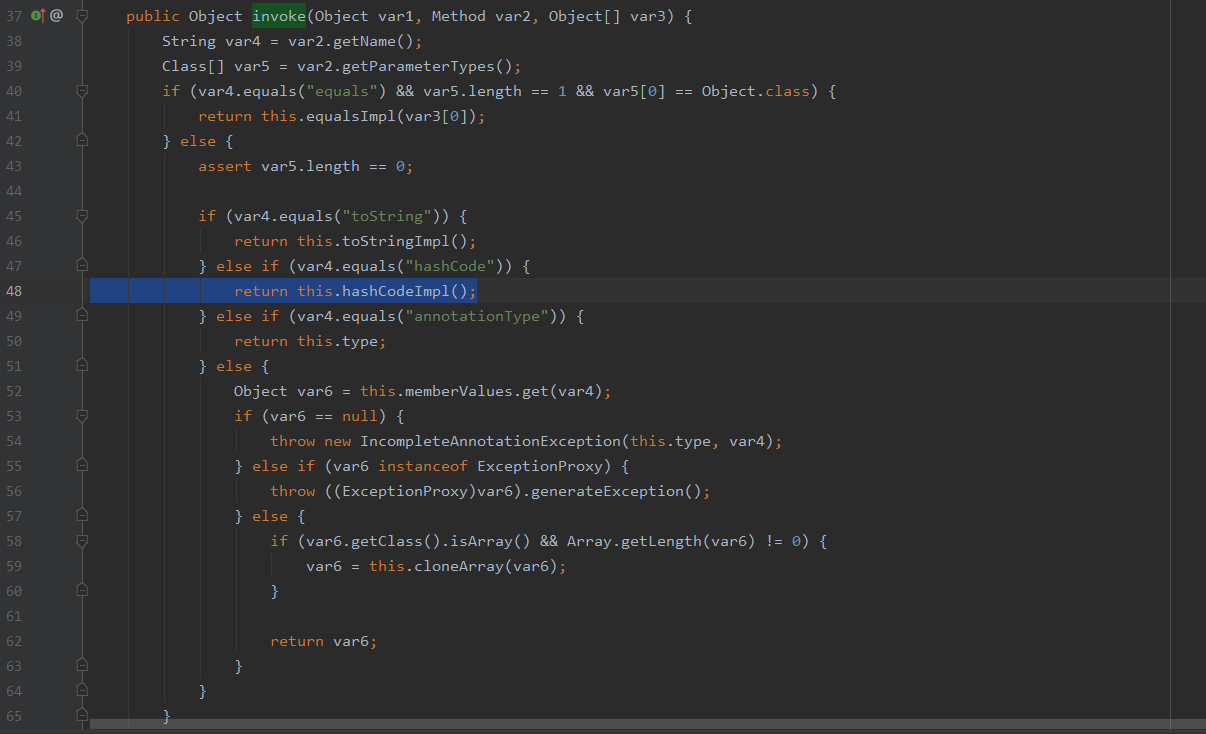 37 @ public Object invoke(Object var1, Method var2, Object[] var3) {
38 String var4 = var2.getName();
39 Class[] var5 = var2.getParameterTypes();
40 if (var4.equals("equals") && var5.length == 1 && var5[0] == Object.class) {
41 return this.equalsImpl(var3[0]);
42 } else {
43 assert var5.length == 0;
44
45 if (var4.equals("toString")) {
46 return this.toStringImpl();
47 } else if (var4.equals("hashCode")) {
48 return this.hashCodeImpl();
49 } else if (var4.equals("annotationType")) {
50 return this.type;
51 } else {
52 Object var6 = this.memberValues.get(var4);
53 if (var6 == null) {
54 throw new IncompleteAnnotationException(this.type, var4);
55 } else if (var6 instanceof ExceptionProxy) {
56 throw ((ExceptionProxy)var6).generateException();
57 } else {
58 if (var6.getClass().isArray() && Array.getLength(var6) != 0) {
59 var6 = this.cloneArray(var6);
60 }
61
62 return var6;
63 }
64 }
65 }